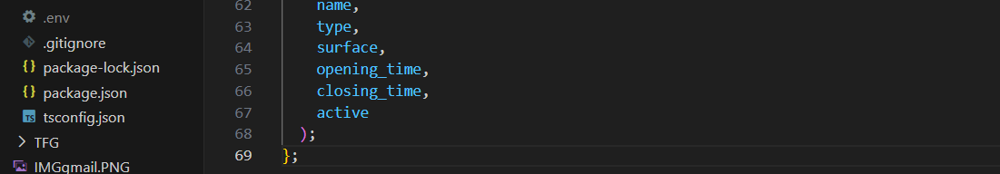 .env
.gitignore
package-lock.json
package.json
tsconfig.json
TFG
IMGgmail.PNG
62 name,
63 type,
64 surface,
65 opening_time,
66 closing_time,
67 active
68 );
69 };